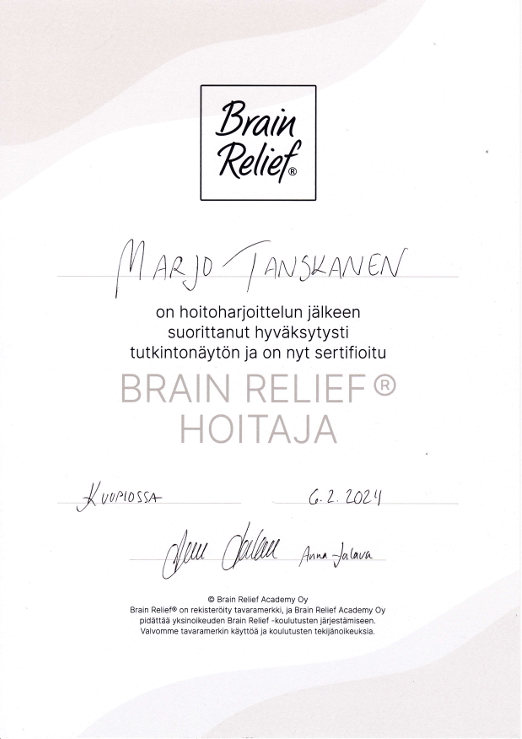 Brain
Relief®
MARJO TANSKANEN
on hoitoharjoittelun jälkeen
suorittanut hyväksytysti
tutkintonäytön ja on nyt sertifioitu
BRAIN RELIEF®
HOITAJA
KUOPIOSSA 6.2.2024
Anna Jalava
© Brain Relief Academy Oy
Brain Relief® on rekisteröity tavaramerkki, ja Brain Relief Academy Oy
pidättää yksinoikeuden Brain Relief -koulutusten järjestämiseen.
Valvomme tavaramerkin käyttöä ja koulutusten tekijänoikeuksia.